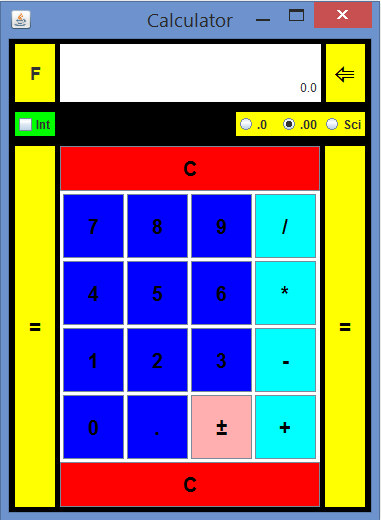 Calculator
F
0.0
⇐
Int
.0 .00 Sci
C
7 8 9 /
4 5 6 *
= =
1 2 3 -
0 . ± +
C